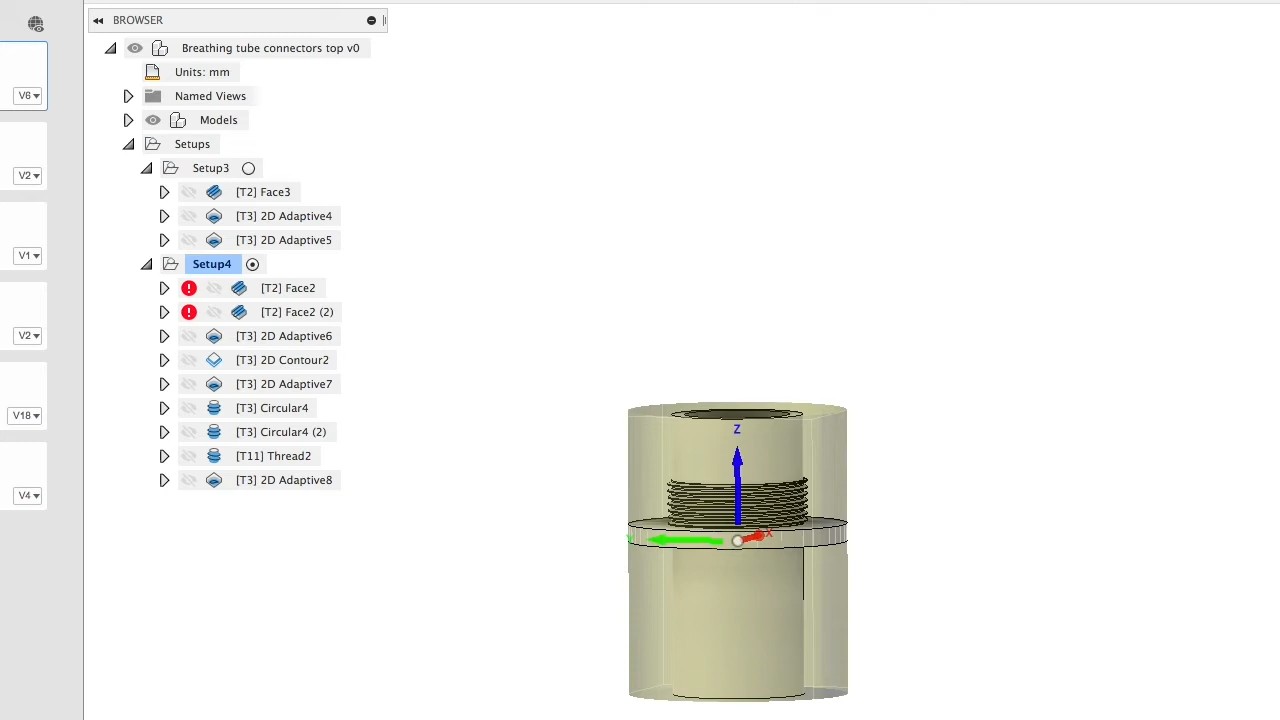 BROWSER
Breathing tube connectors top v0
Units: mm
V6
Named Views
Models
Setups
Setup3
V2
[T2] Face3
[T3] 2D Adaptive4
[T3] 2D Adaptive5
V1
Setup4
[T2] Face2
[T2] Face2 (2)
V2
[T3] 2D Adaptive6
[T3] 2D Contour2
[T3] 2D Adaptive7
V18
[T3] Circular4
[T3] Circular4 (2)
Z
[T11] Thread2
[T3] 2D Adaptive8
V4
X
Y